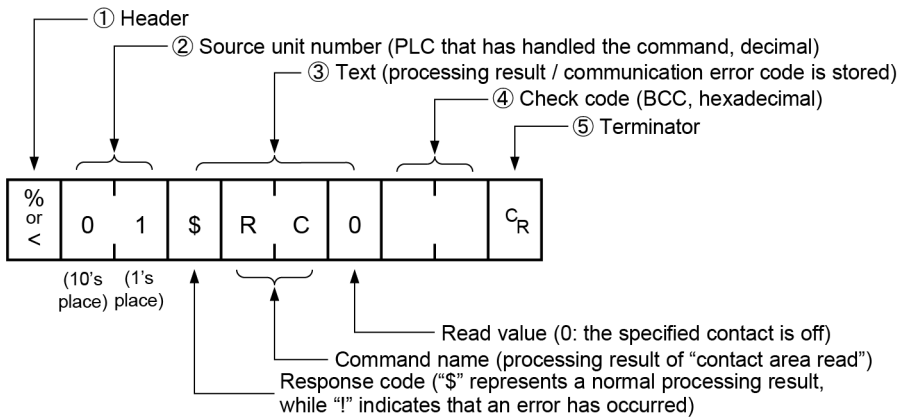 ① Header
② Source unit number (PLC that has handled the command, decimal)
③ Text (processing result / communication error code is stored)
④ Check code (BCC, hexadecimal)
⑤ Terminator
% or < 0 1 $ R C 0 CR
(10's place) (1's place)
Read value (0: the specified contact is off)
Command name (processing result of “contact area read”)
Response code (“$” represents a normal processing result,
while “!” indicates that an error has occurred)